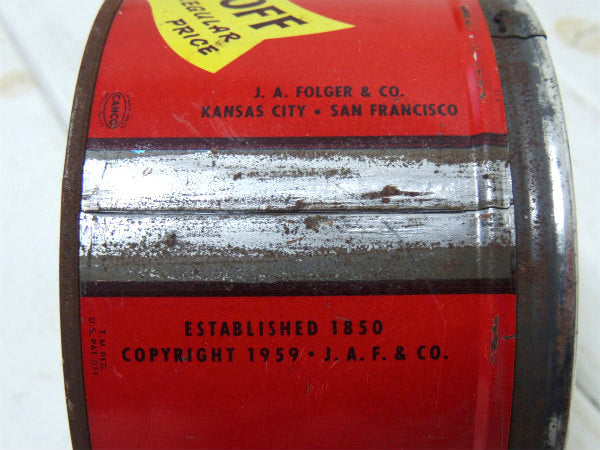 OFF
REGULAR
PRICE
J. A. FOLGER & CO.
KANSAS CITY • SAN FRANCISCO
CANCO
ESTABLISHED 1850
COPYRIGHT 1959 • J. A. F. & CO.
T. M. REG.
U. S. PAT. OFF.